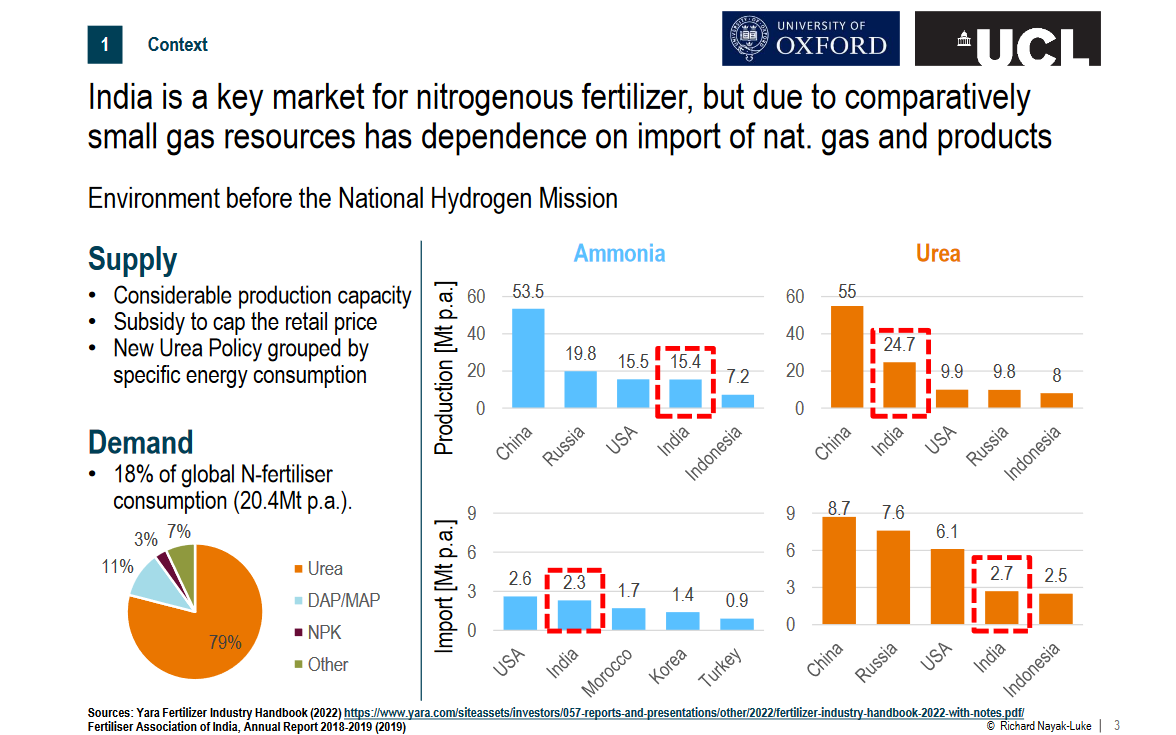 1
Context
UNIVERSITY OF
OXFORD
UCL
India is a key market for nitrogenous fertilizer, but due to comparatively
small gas resources has dependence on import of nat. gas and products
Environment before the National Hydrogen Mission
Supply
• Considerable production capacity
• Subsidy to cap the retail price
• New Urea Policy grouped by
specific energy consumption
Demand
• 18% of global N-fertiliser
consumption (20.4Mt p.a.).
3% 7%
11%
79%
Urea
DAP/MAP
NPK
Other
Ammonia
Production [Mt p.a.]
60
40
20
0
53.5
19.8
15.5
15.4
7.2
China
Russia
USA
India
Indonesia
Urea
60
40
20
0
55
24.7
9.9
9.8
8
China
India
USA
Russia
Indonesia
Import [Mt p.a.]
9
6
3
0
2.6
2.3
1.7
1.4
0.9
USA
India
Morocco
Korea
Turkey
9
6
3
0
8.7
7.6
6.1
2.7
2.5
China
Russia
USA
India
Indonesia
Sources: Yara Fertilizer Industry Handbook (2022) https://www.yara.com/siteassets/investors/057-reports-and-presentations/other/2022/fertilizer-industry-handbook-2022-with-notes.pdf/
Fertiliser Association of India, Annual Report 2018-2019 (2019)
© Richard Nayak-Luke | 3